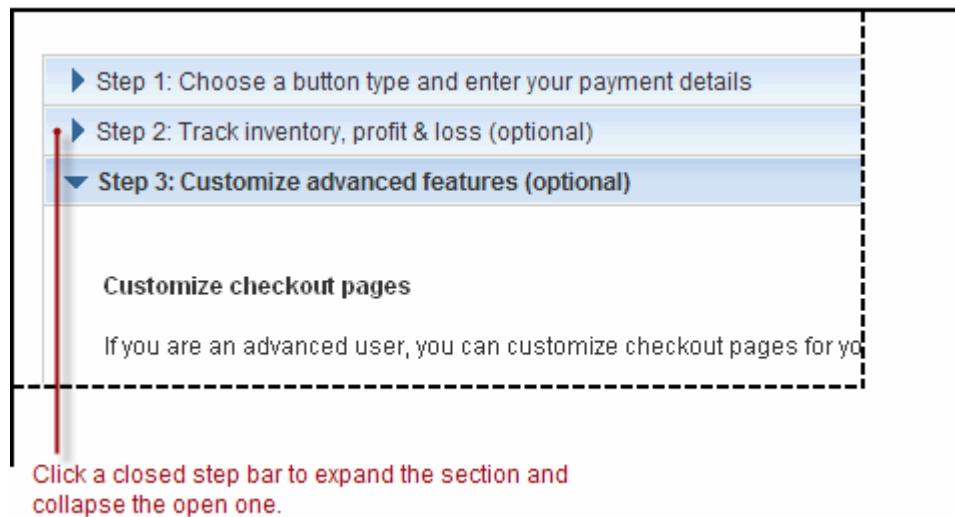 Step 1: Choose a button type and enter your payment details
Step 2: Track inventory, profit & loss (optional)
Step 3: Customize advanced features (optional)
Customize checkout pages
If you are an advanced user, you can customize checkout pages for yo
Click a closed step bar to expand the section and
collapse the open one.